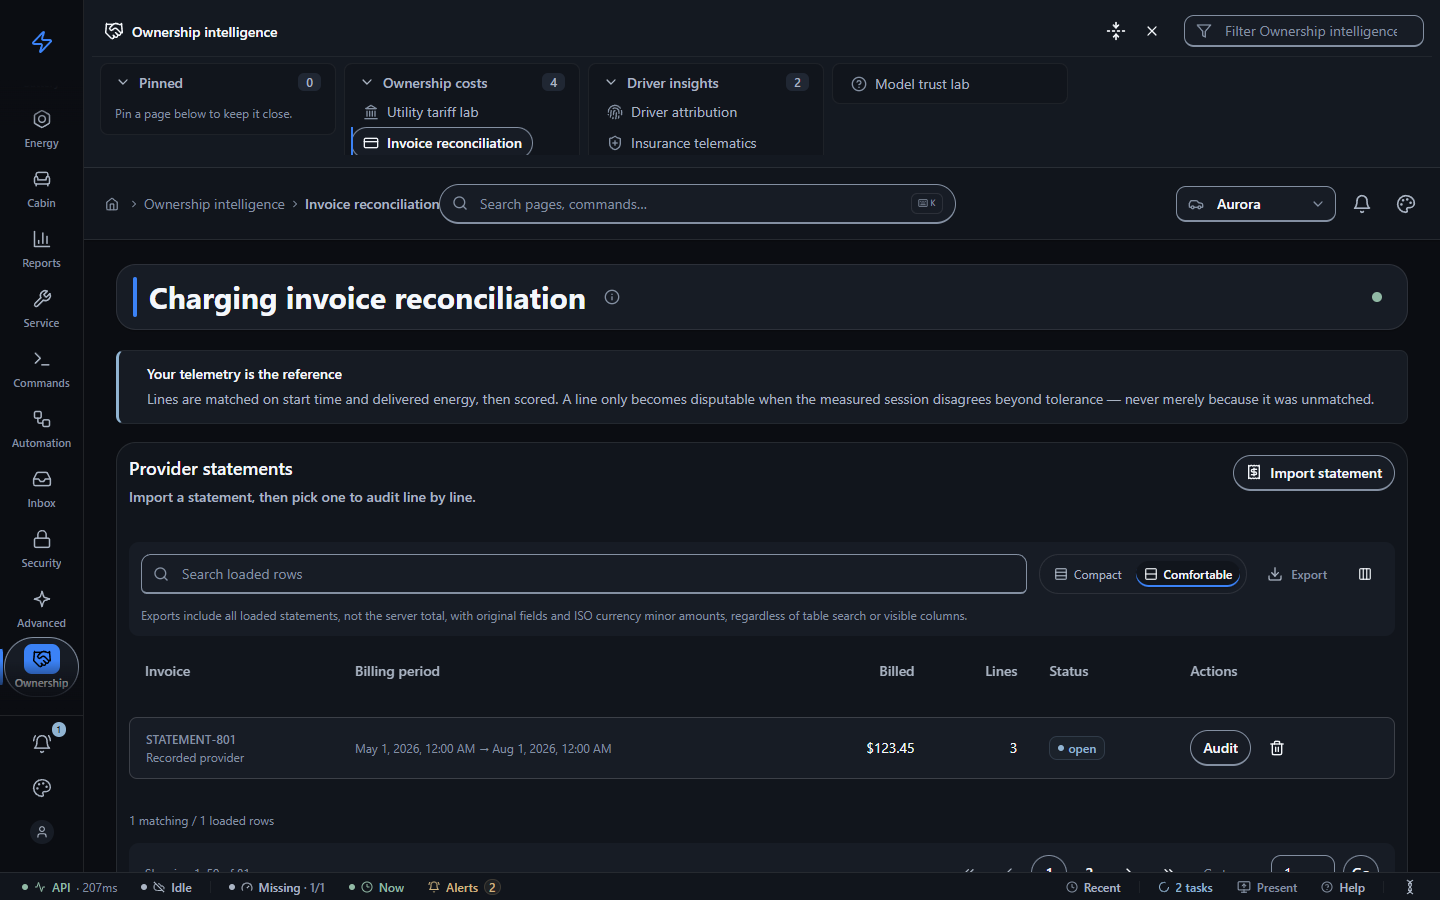 Ownership intelligence
Filter Ownership intelligence
Pinned
0
Pin a page below to keep it close.
Ownership costs
4
Utility tariff lab
Invoice reconciliation
Driver insights
2
Driver attribution
Insurance telematics
Model trust lab
Energy
Cabin
Reports
Service
Commands
Automation
Inbox
Security
Advanced
Ownership
1
Ownership intelligence
Invoice reconciliation
Search pages, commands...
K
Aurora
Charging invoice reconciliation
Your telemetry is the reference
Lines are matched on start time and delivered energy, then scored. A line only becomes disputable when the measured session disagrees beyond tolerance — never merely because it was unmatched.
Provider statements
Import a statement, then pick one to audit line by line.
Import statement
Search loaded rows
Compact
Comfortable
Export
Exports include all loaded statements, not the server total, with original fields and ISO currency minor amounts, regardless of table search or visible columns.
Invoice Billing period Billed Lines Status Actions
STATEMENT-801
Recorded provider
May 1, 2026, 12:00 AM → Aug 1, 2026, 12:00 AM
$123.45
3
open
Audit
1 matching / 1 loaded rows
API · 207ms
Idle
Missing · 1/1
Now
Alerts 2
Recent
2 tasks
Present
Help